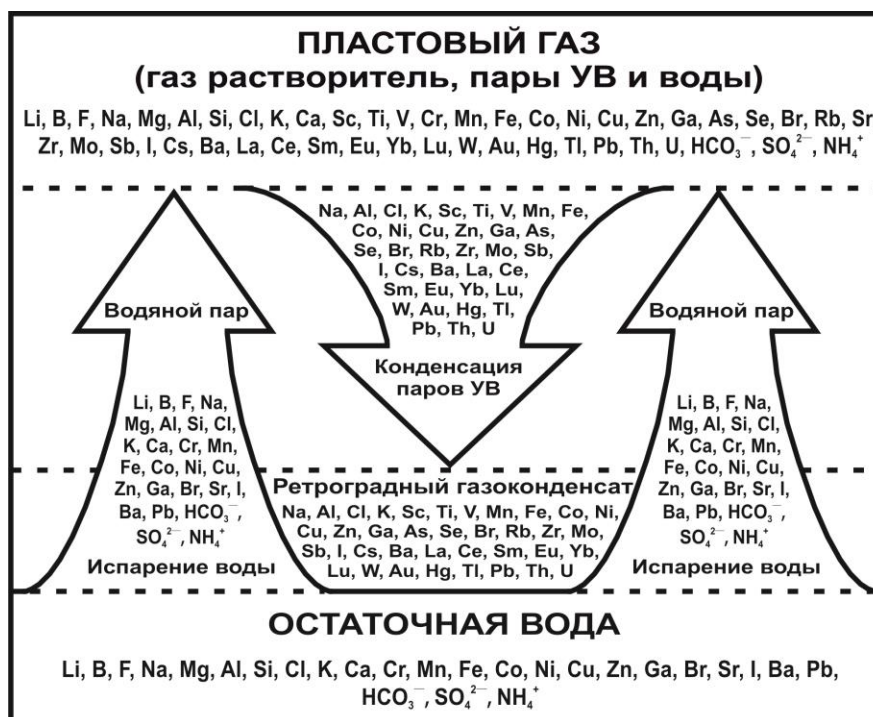 ПЛАСТОВЫЙ ГАЗ
(газ растворитель, пары УВ и воды)
Li, B, F, Na, Mg, Al, Si, Cl, K, Ca, Sc, Ti, V, Cr, Mn, Fe, Co, Ni, Cu, Zn, Ga, As, Se, Br, Rb, Sr
Zr, Mo, Sb, I, Cs, Ba, La, Ce, Sm, Eu, Yb, Lu, W, Au, Hg, Tl, Pb, Th, U, HCO₃⁻, SO₄²⁻, NH₄⁺
Na, Al, Cl, K, Sc, Ti, V, Mn, Fe,
Co, Ni, Cu, Zn, Ga, As,
Se, Br, Rb, Zr, Mo, Sb,
I, Cs, Ba, La, Ce,
Sm, Eu, Yb, Lu,
W, Au, Hg, Tl,
Pb, Th, U
Конденсация
паров УВ
Водяной пар
Li, B, F, Na,
Mg, Al, Si, Cl,
K, Ca, Cr, Mn,
Fe, Co, Ni, Cu,
Zn, Ga, Br, Sr, I,
Ba, Pb, HCO₃⁻,
SO₄²⁻, NH₄⁺
Испарение воды
Ретроградный газоконденсат
Na, Al, Cl, K, Sc, Ti, V, Mn, Fe, Co, Ni,
Cu, Zn, Ga, As, Se, Br, Rb, Zr, Mo,
Sb, I, Cs, Ba, La, Ce, Sm, Eu, Yb,
Lu, W, Au, Hg, Tl, Pb, Th, U
Водяной пар
Li, B, F, Na,
Mg, Al, Si, Cl,
K, Ca, Cr, Mn,
Fe, Co, Ni, Cu,
Zn, Ga, Br, Sr, I,
Ba, Pb, HCO₃⁻,
SO₄²⁻, NH₄⁺
Испарение воды
ОСТАТОЧНАЯ ВОДА
Li, B, F, Na, Mg, Al, Si, Cl, K, Ca, Cr, Mn, Fe, Co, Ni, Cu, Zn, Ga, Br, Sr, I, Ba, Pb,
HCO₃⁻, SO₄²⁻, NH₄⁺